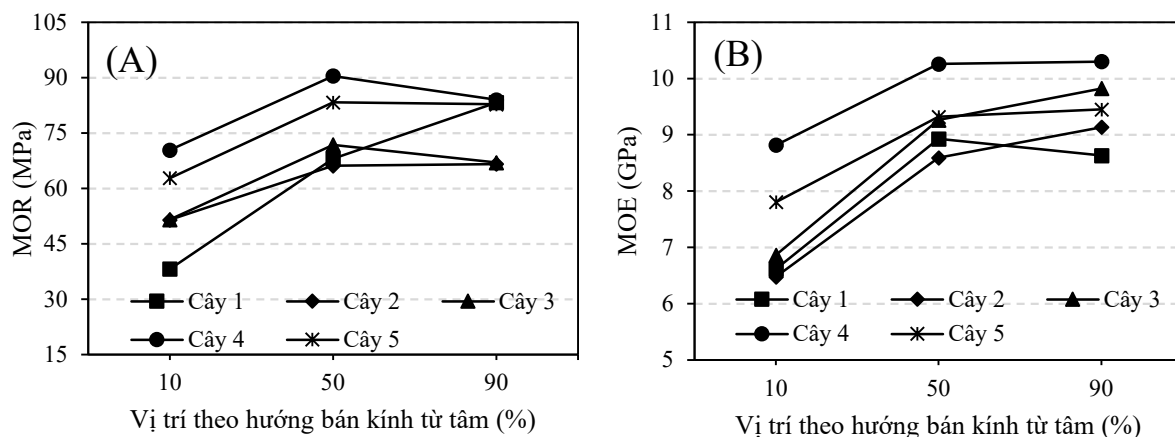 (A)
MOR (MPa)
105
90
75
60
45
30
15
Cây 1 Cây 2 Cây 3
Cây 4 Cây 5
10 50 90
Vị trí theo hướng bán kính từ tâm (%)
(B)
MOE (GPa)
11
10
9
8
7
6
5
Cây 1 Cây 2 Cây 3
Cây 4 Cây 5
10 50 90
Vị trí theo hướng bán kính từ tâm (%)